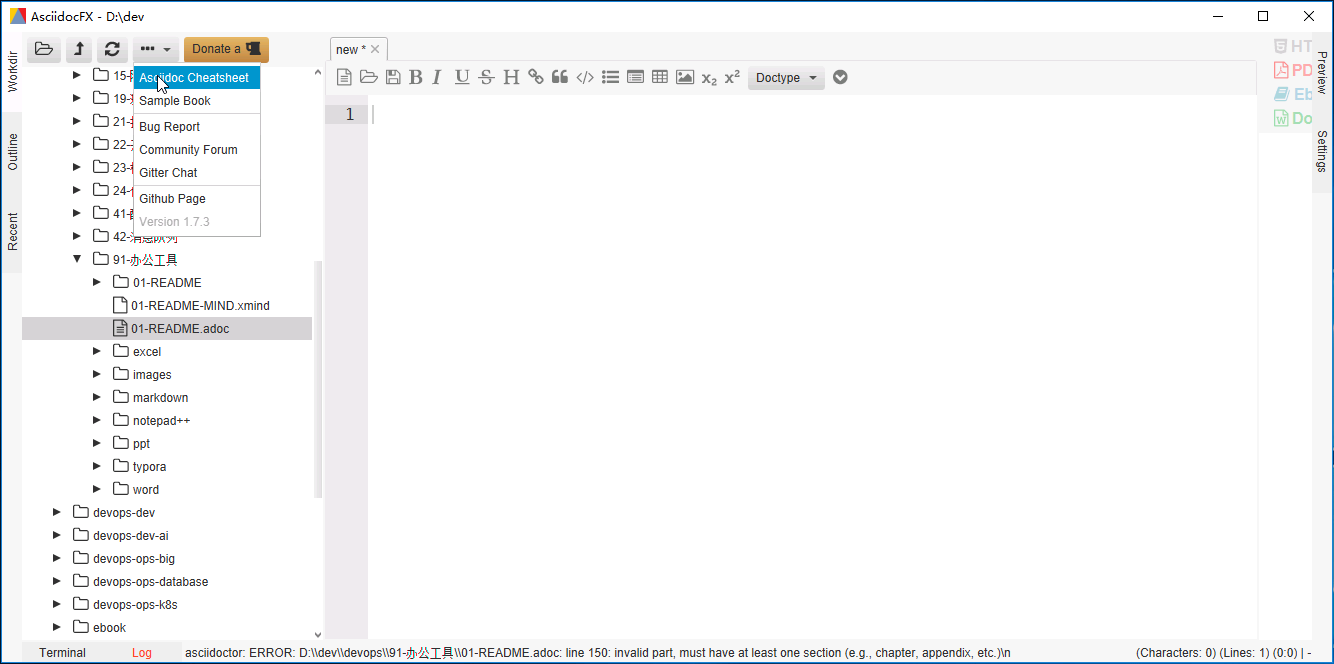 AsciidocFX - D:\dev
Workdir
Outline
Recent
Donate a
15-
19-
21-
22-
23-
24-
41-
42-消息队列
91-办公工具
01-README
01-README-MIND.xmind
01-README.adoc
excel
images
markdown
notepad++
ppt
typora
word
devops-dev
devops-dev-ai
devops-ops-big
devops-ops-database
devops-ops-k8s
ebook
Asciidoc Cheatsheet
Sample Book
Bug Report
Community Forum
Gitter Chat
Github Page
Version 1.7.3
new *
B I U S H x2 x2 Doctype
1
HT
PD
Eb
Do
Preview
Settings
Terminal
Log
asciidoctor: ERROR: D:\\dev\\devops\\91-办公工具\\01-README.adoc: line 150: invalid part, must have at least one section (e.g., chapter, appendix, etc.)\n
(Characters: 0) (Lines: 1) (0:0) | -